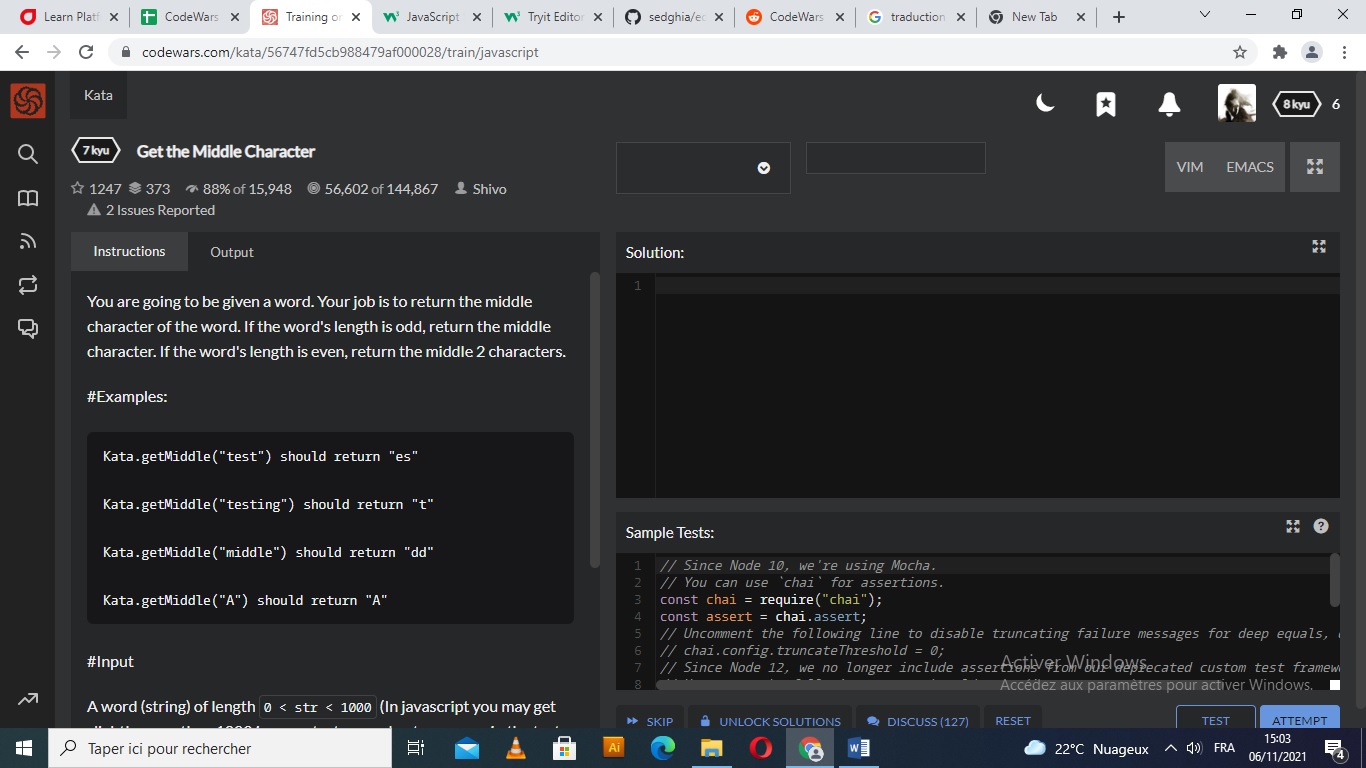 Learn Platf
CodeWars
Training or
JavaScript
Tryit Editor
sedghia/ec
CodeWars
traduction
New Tab
codewars.com/kata/56747fd5cb988479af000028/train/javascript
Kata
8 kyu 6
7 kyu Get the Middle Character
VIM EMACS
1247 373 88% of 15,948 56,602 of 144,867 Shivo
2 Issues Reported
Instructions Output
Solution:
1
You are going to be given a word. Your job is to return the middle
character of the word. If the word's length is odd, return the middle
character. If the word's length is even, return the middle 2 characters.
#Examples:
Kata.getMiddle("test") should return "es"
Kata.getMiddle("testing") should return "t"
Kata.getMiddle("middle") should return "dd"
Kata.getMiddle("A") should return "A"
#Input
A word (string) of length 0 < str < 1000 (In javascript you may get
Sample Tests:
1 // Since Node 10, we're using Mocha.
2 // You can use `chai` for assertions.
3 const chai = require("chai");
4 const assert = chai.assert;
5 // Uncomment the following line to disable truncating failure messages for deep equals,
6 // chai.config.truncateThreshold = 0;
7 // Since Node 12, we no longer include assertions from our deprecated custom test framew
8
Activer Windows
Accédez aux paramètres pour activer Windows.
SKIP UNLOCK SOLUTIONS DISCUSS (127) RESET TEST ATTEMPT
Taper ici pour rechercher
Ai
22°C Nuageux
FRA
15:03
06/11/2021
4